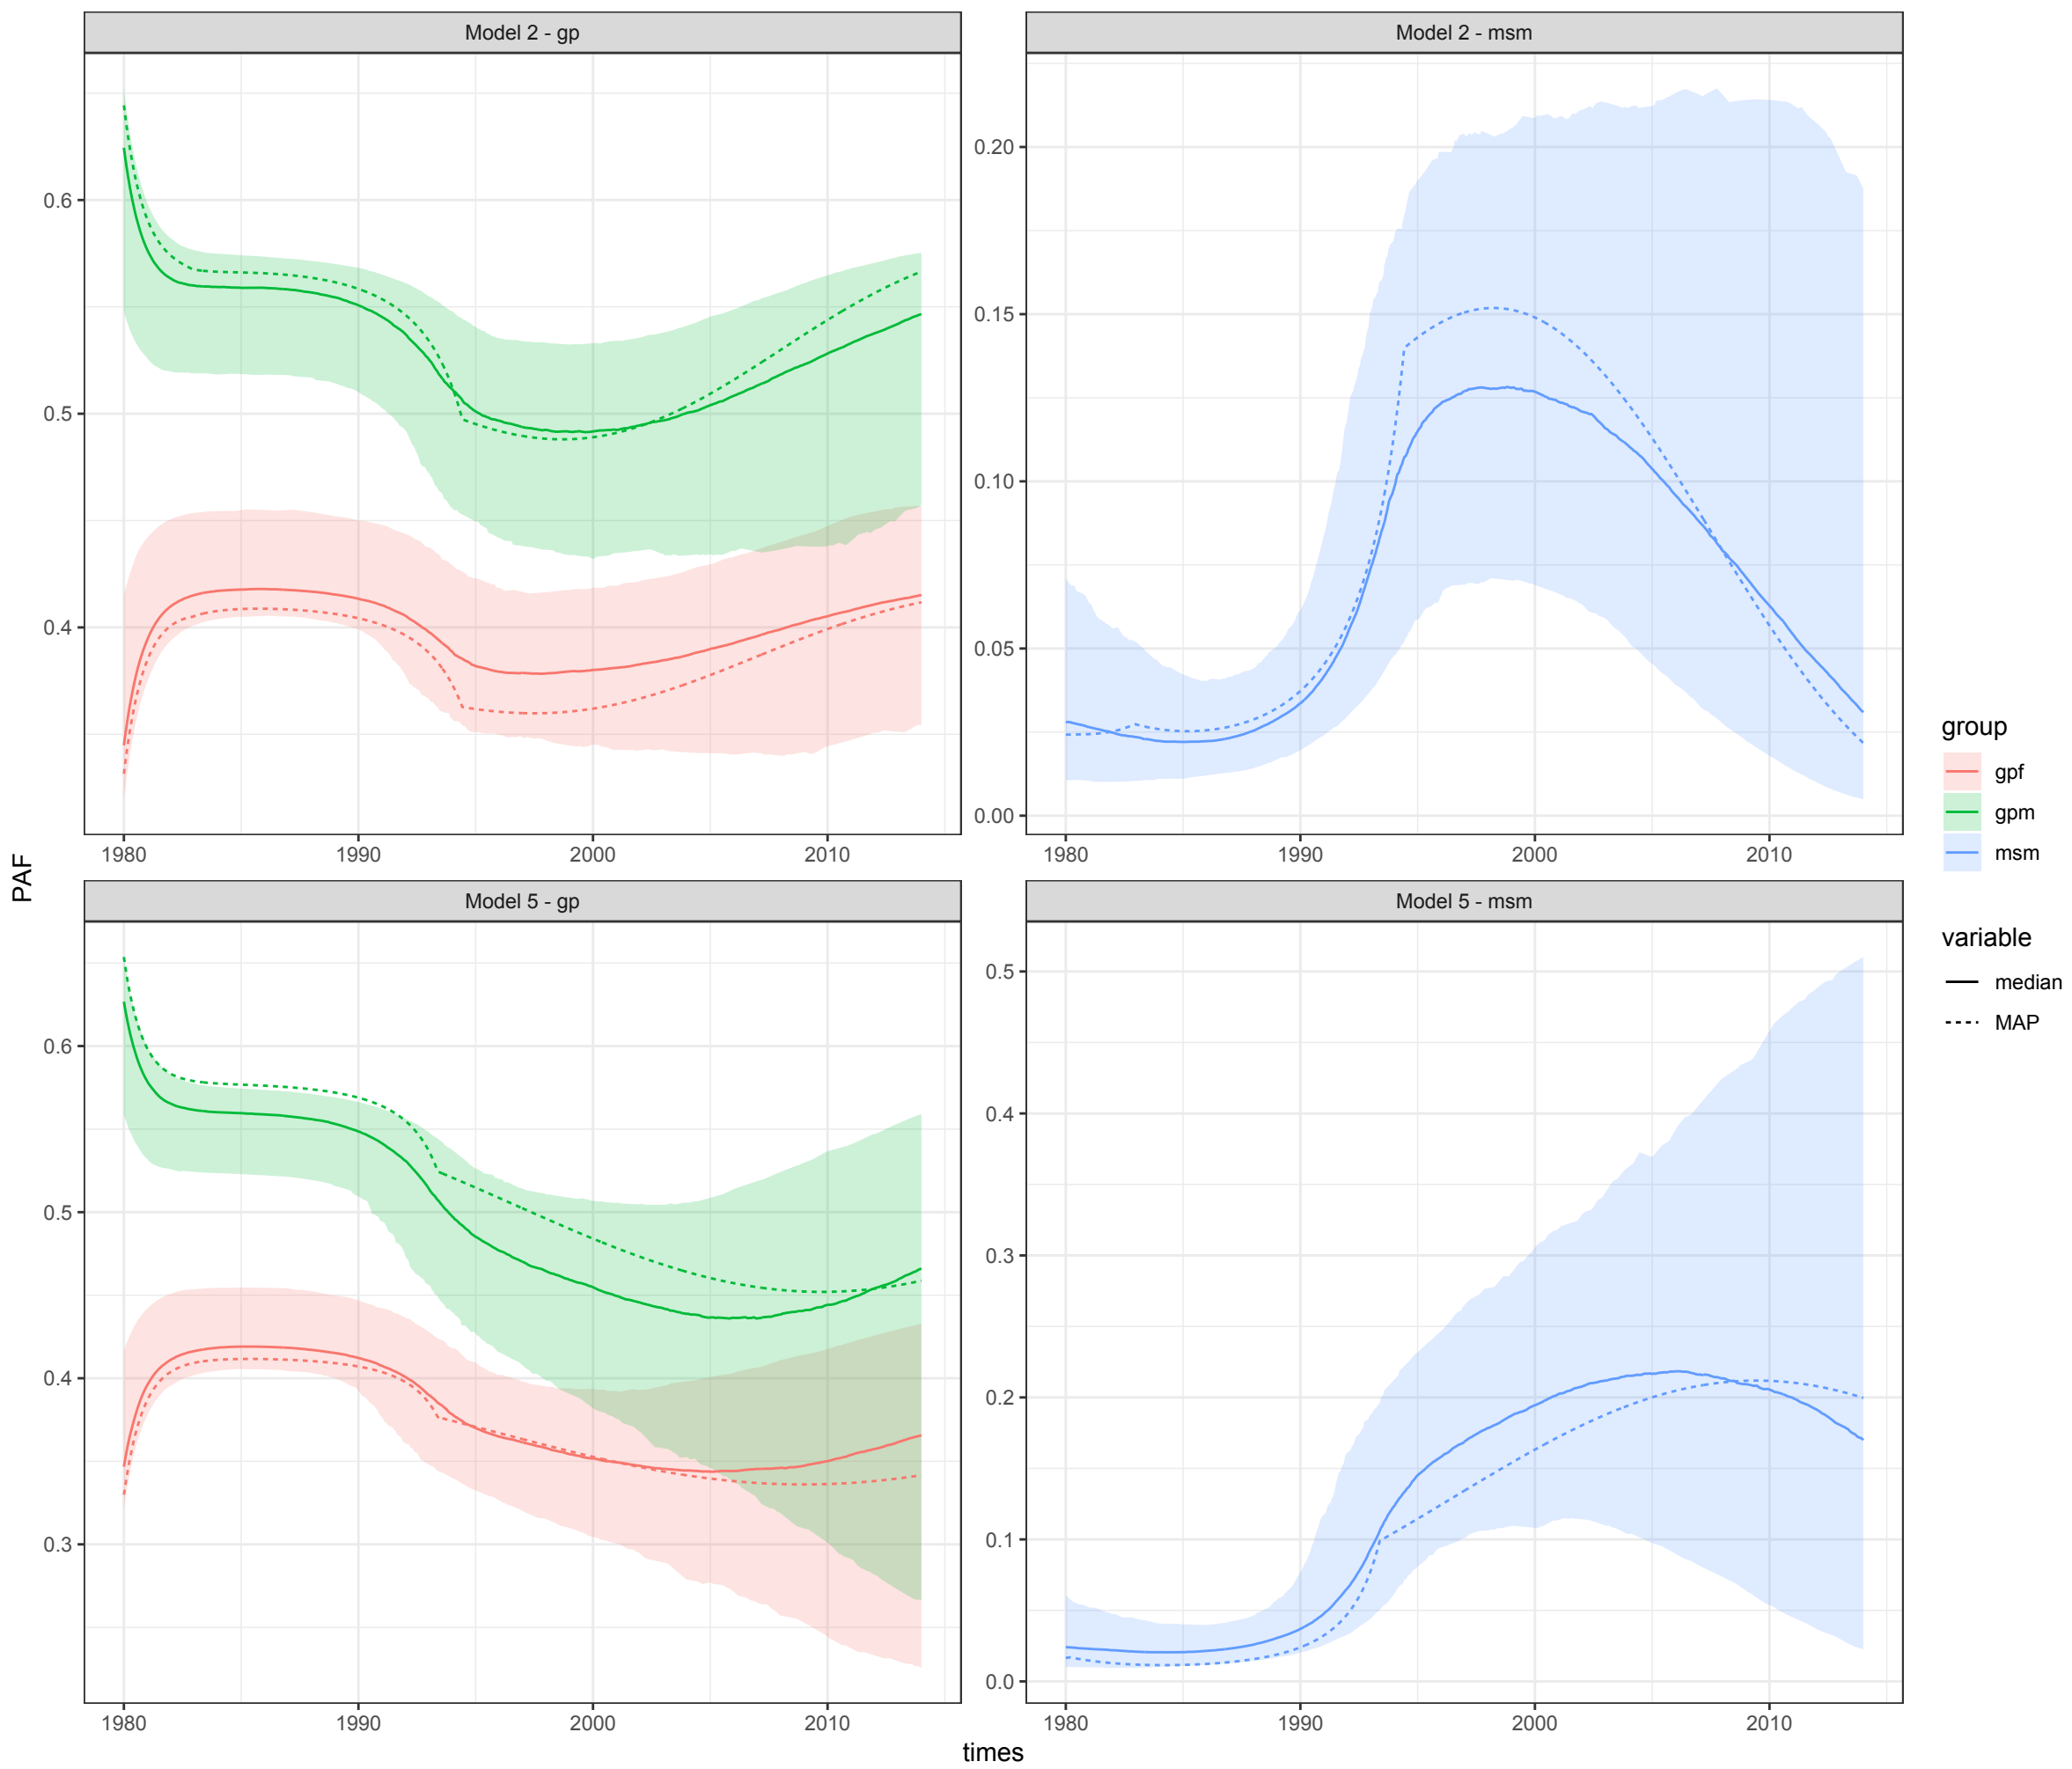 Model 2 - gp
Model 2 - msm
0.6
0.5
0.4
0.20
0.15
0.10
0.05
0.00
1980 1990 2000 2010
1980 1990 2000 2010
PAF
Model 5 - gp
Model 5 - msm
0.6
0.5
0.4
0.3
0.5
0.4
0.3
0.2
0.1
0.0
1980 1990 2000 2010
1980 1990 2000 2010
times
group
gpf
gpm
msm
variable
median
MAP